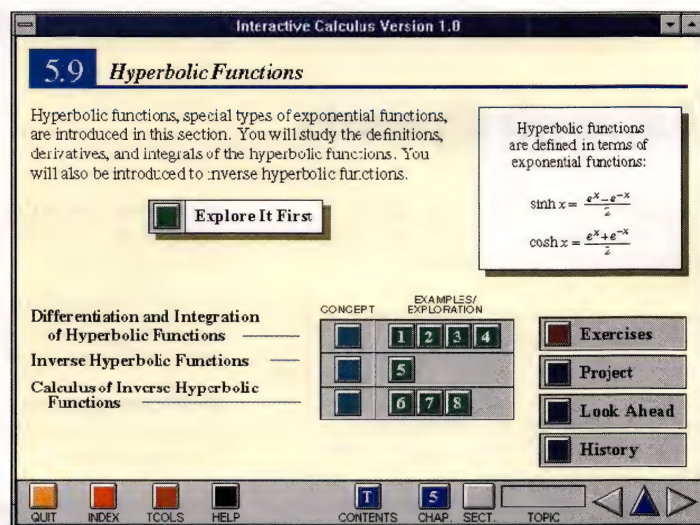 Interactive Calculus Version 1.0
5.9 Hyperbolic Functions
Hyperbolic functions, special types of exponential functions,
are introduced in this section. You will study the definitions,
derivatives, and integrals of the hyperbolic functions. You
will also be introduced to inverse hyperbolic functions.
Explore It First
Hyperbolic functions
are defined in terms of
exponential functions:
sinh x = (e^x − e^−x)/2
cosh x = (e^x + e^−x)/2
CONCEPT EXAMPLES/
EXPLORATION
Differentiation and Integration
of Hyperbolic Functions 1 2 3 4
Inverse Hyperbolic Functions 5
Calculus of Inverse Hyperbolic
Functions 6 7 8
Exercises
Project
Look Ahead
History
T 5
QUIT INDEX TOOLS HELP CONTENTS CHAP. SECT. TOPIC